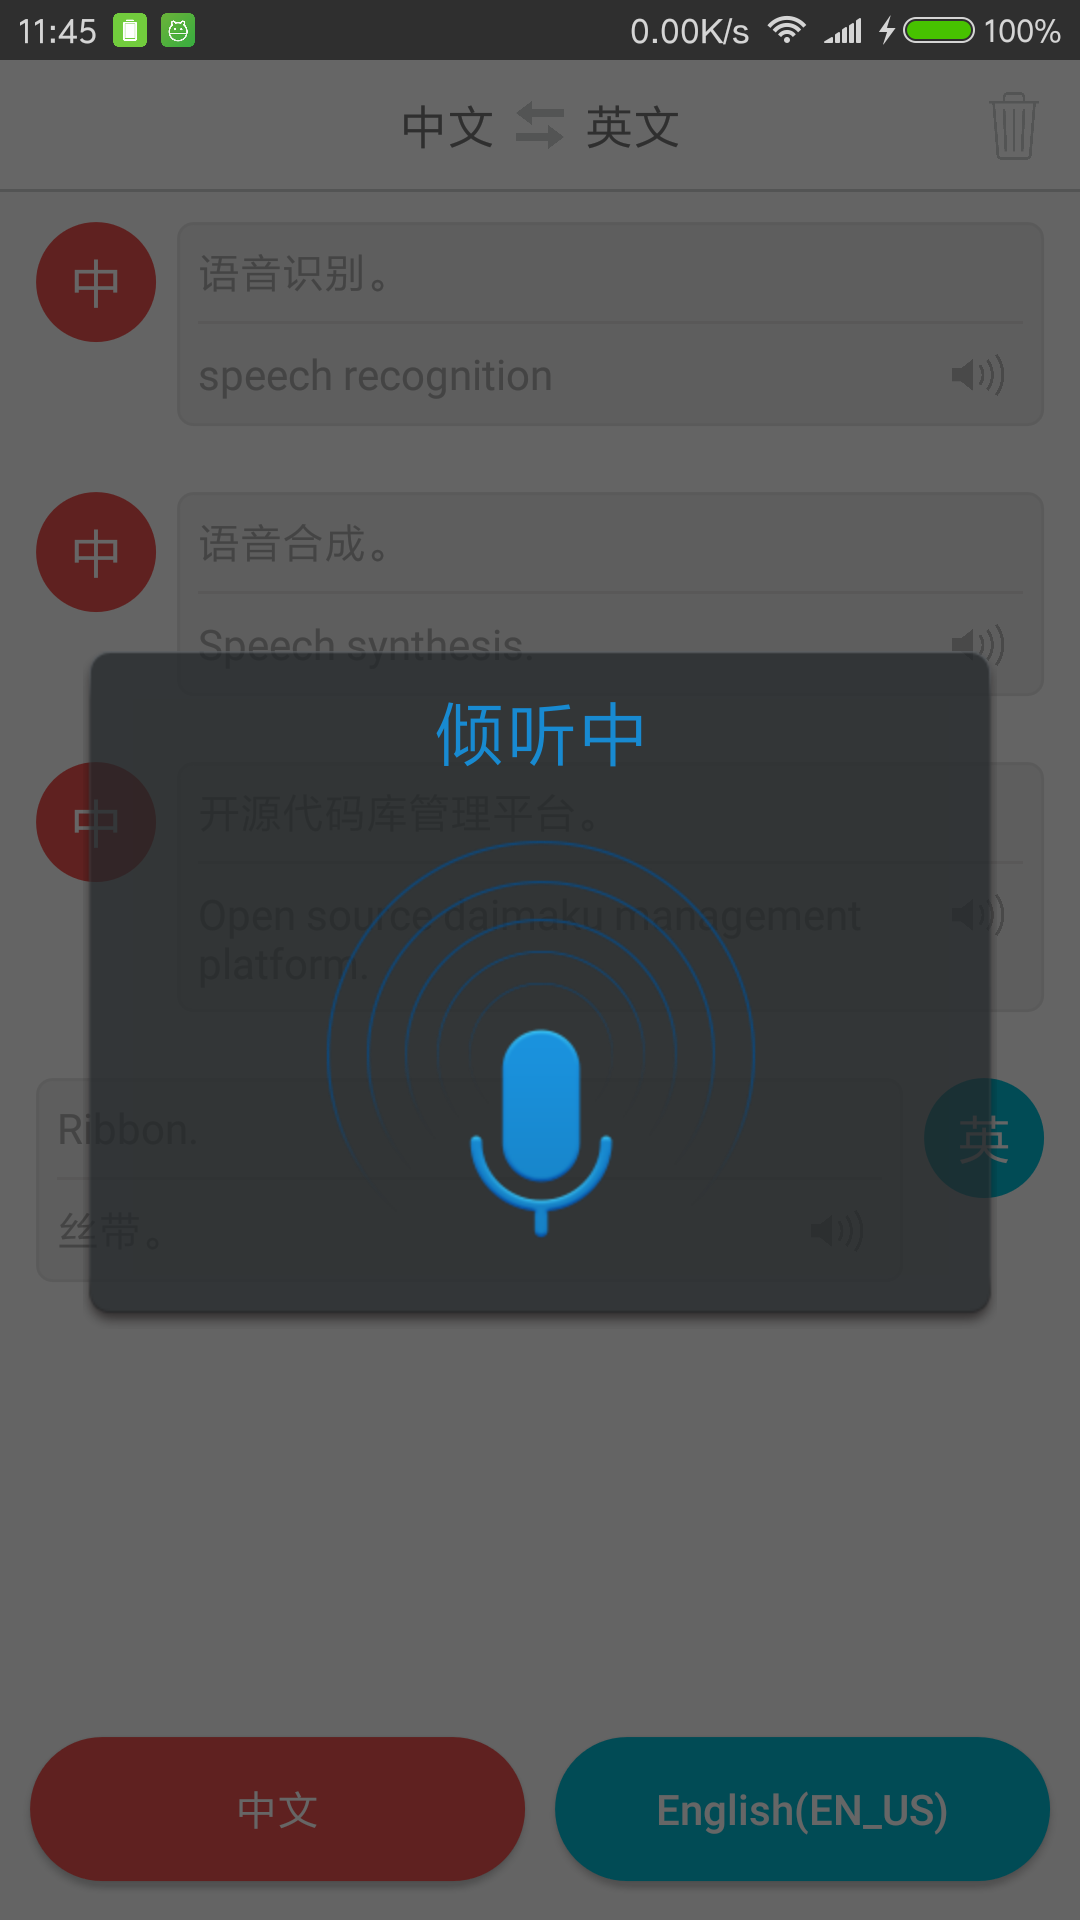 11:45 0.00K/s 100%
中文 英文
中
语音识别。
speech recognition
中
语音合成。
Speech synthesis.
倾听中
中
开源代码库管理平台。
Open source daimaku management
platform.
Ribbon.
英
丝带。
中文
English(EN_US)